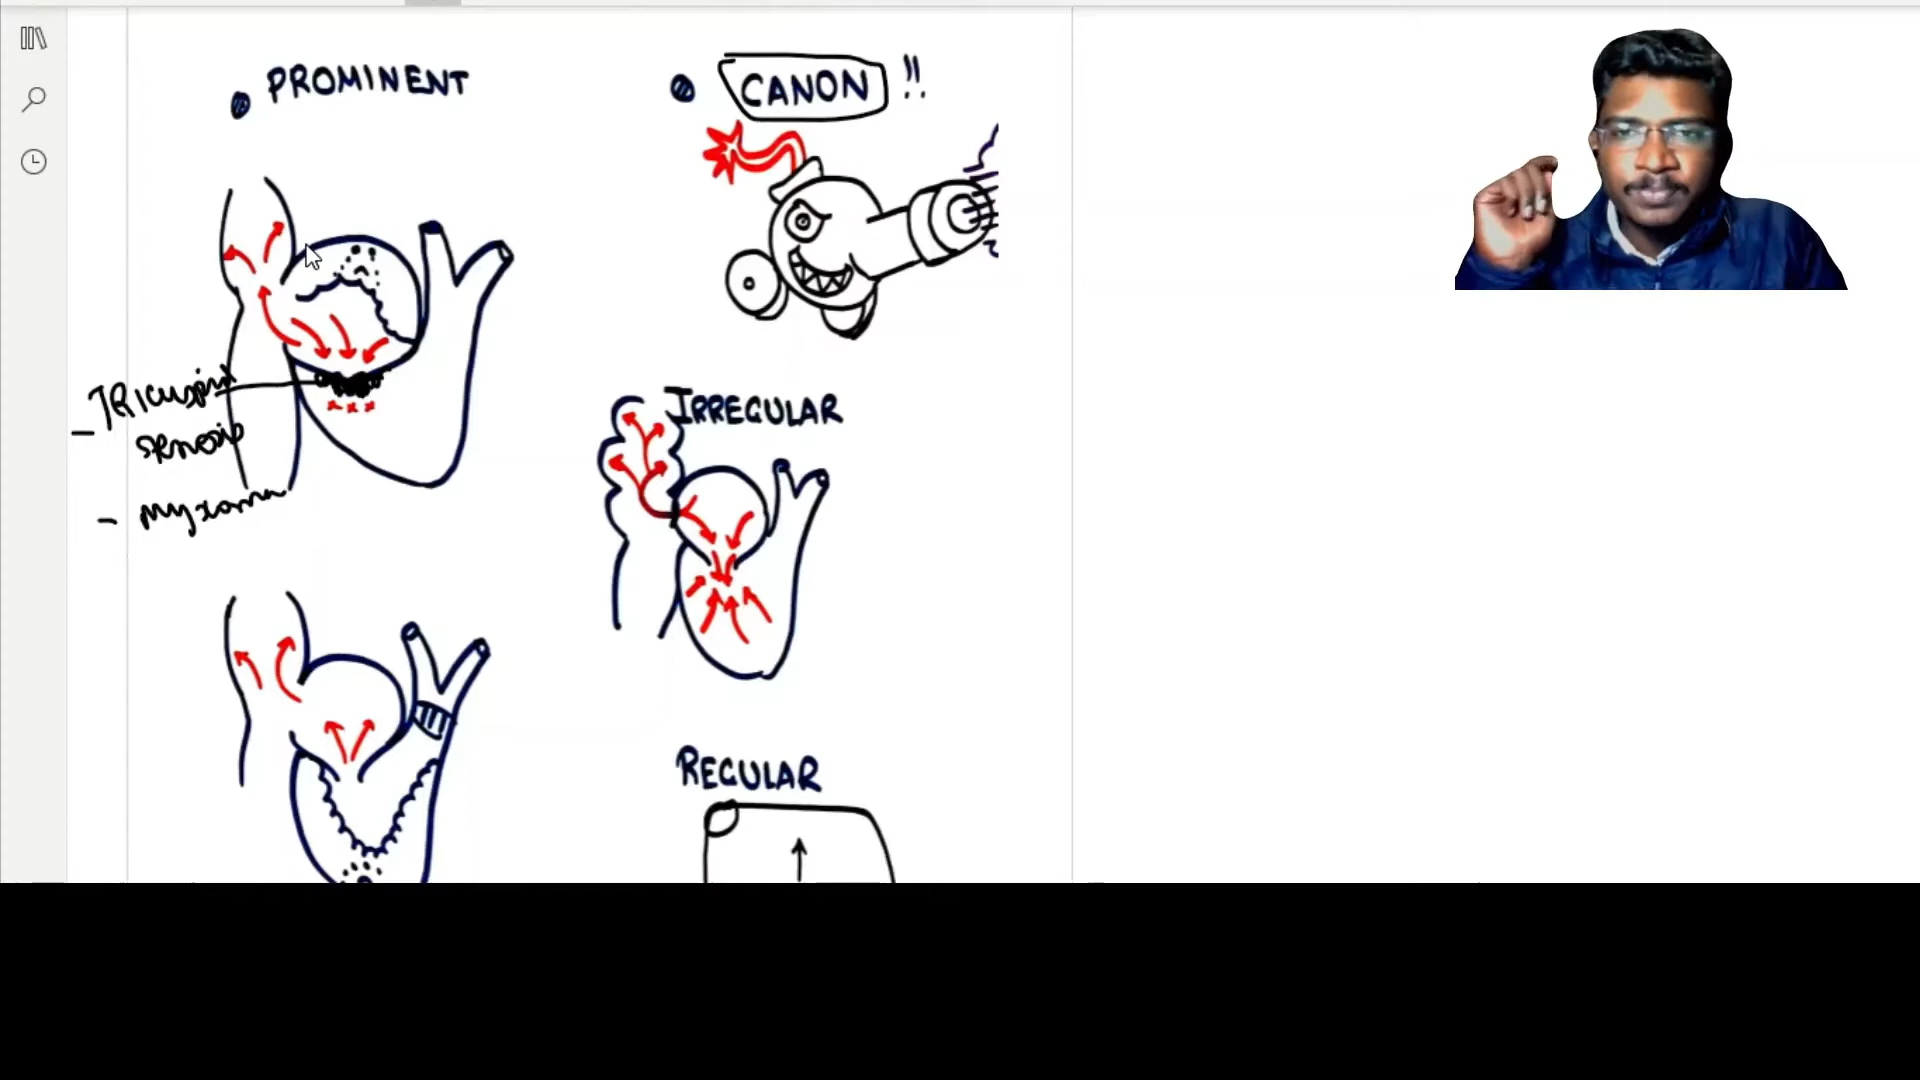 PROMINENT
CANON !!
- TRICUSPID
STENOSIS
- Myxoma
IRREGULAR
REGULAR